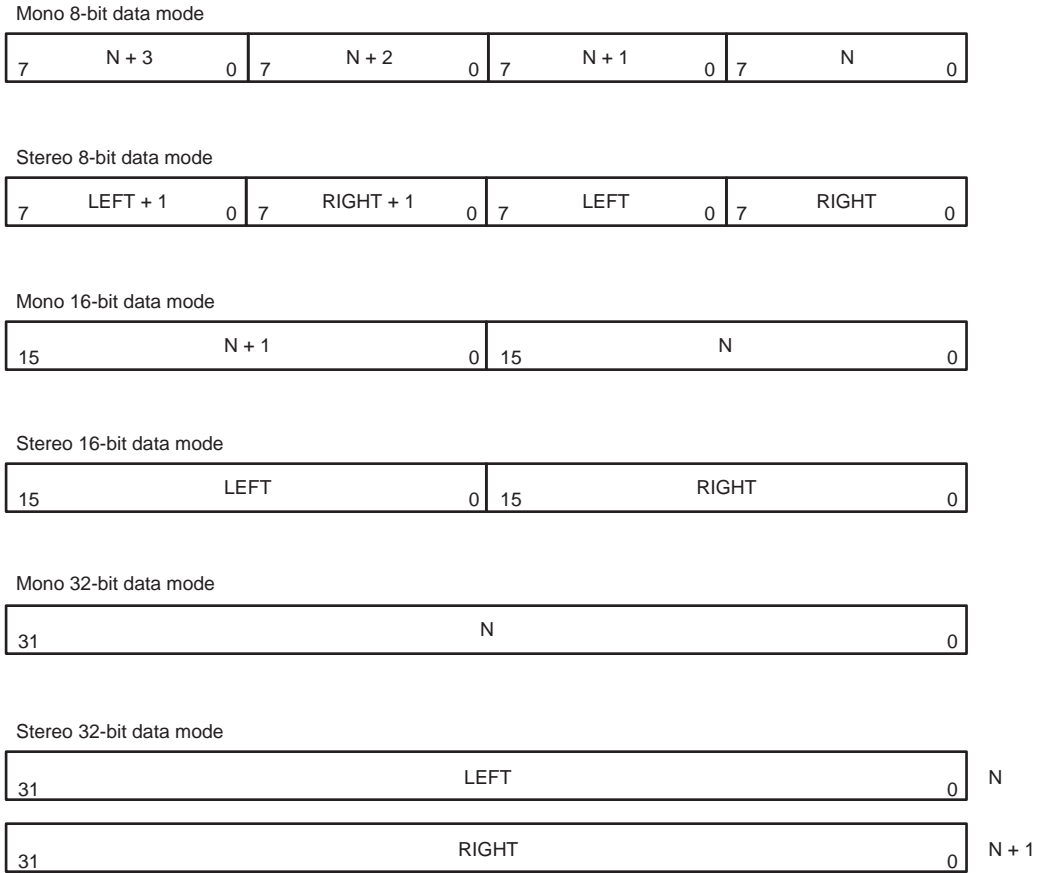 Mono 8-bit data mode
N + 3 N + 2 N + 1 N
7 0 7 0 7 0 7 0
Stereo 8-bit data mode
LEFT + 1 RIGHT + 1 LEFT RIGHT
7 0 7 0 7 0 7 0
Mono 16-bit data mode
N + 1 N
15 0 15 0
Stereo 16-bit data mode
LEFT RIGHT
15 0 15 0
Mono 32-bit data mode
N
31 0
Stereo 32-bit data mode
LEFT N
31 0
RIGHT N + 1
31 0